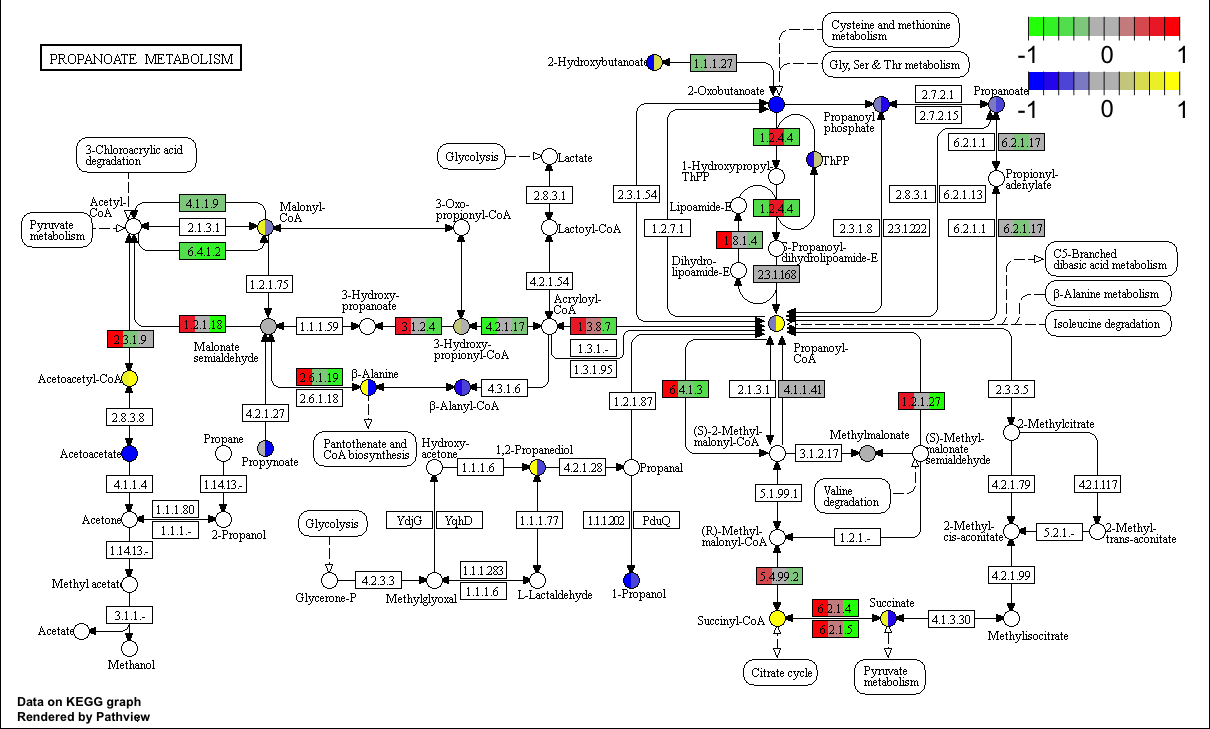 PROPANOATE METABOLISM
Cysteine and methionine
metabolism
Gly, Ser & Thr metabolism
-1 0 1
-1 0 1
2-Hydroxybutanoate
1.1.1.27
2-Oxobutanoate
Propanoyl
phosphate
2.7.2.1
2.7.2.15
Propanoate
3-Chloroacrylic acid
degradation
Glycolysis
Lactate
1.2.4.4
ThPP
6.2.1.1
6.2.1.17
1-Hydroxypropyl-
ThPP
Propionyl-
adenylate
2.8.3.1
2.3.1.54
2.8.3.1
6.2.1.13
Acetyl-
CoA
4.1.1.9
Malonyl-
CoA
3-Oxo-
propionyl-CoA
Lipoamide-E
1.2.4.4
Pyruvate
metabolism
2.1.3.1
Lactoyl-CoA
1.2.7.1
2.3.1.8
2.3.1.222
6.2.1.1
6.2.1.17
6.4.1.2
1.8.1.4
S-Propanoyl-
dihydrolipoamide-E
C5-Branched
dibasic acid metabolism
Dihydro-
lipoamide-E
2.3.1.168
1.2.1.75
4.2.1.54
β-Alanine metabolism
3-Hydroxy-
propanoate
Acryloyl-
CoA
Isoleucine degradation
1.2.1.18
1.1.1.59
3.1.2.4
4.2.1.17
1.3.8.7
2.3.1.9
Malonate
semialdehyde
3-Hydroxy-
propionyl-CoA
1.3.1.-
1.3.1.95
Propanoyl-
CoA
Acetoacetyl-CoA
2.6.1.19
2.6.1.18
β-Alanine
β-Alanyl-CoA
4.3.1.6
1.2.1.87
6.4.1.3
2.1.3.1
4.1.1.41
1.2.1.27
2.3.3.5
2.8.3.8
4.2.1.27
Pantothenate and
CoA biosynthesis
Acetoacetate
Propane
Propynoate
Hydroxy-
acetone
1,2-Propanediol
(S)-2-Methyl-
malonyl-CoA
Methylmalonate
(S)-Methyl-
malonate
semialdehyde
2-Methylcitrate
1.1.1.6
4.2.1.28
Propanal
3.1.2.17
4.1.1.4
1.14.13.-
Valine
degradation
5.1.99.1
4.2.1.79
4.2.1.117
Acetone
1.1.1.80
1.1.1.-
2-Propanol
Glycolysis
YdjG
YqhD
1.1.1.77
1.1.1.202
PduQ
(R)-Methyl-
malonyl-CoA
1.2.1.-
2-Methyl-
cis-aconitate
5.2.1.-
2-Methyl-
trans-aconitate
1.14.13.-
Methyl acetate
4.2.3.3
1.1.1.283
1.1.1.6
5.4.99.2
4.2.1.99
Glycerone-P
Methylglyoxal
L-Lactaldehyde
1-Propanol
3.1.1.-
Succinyl-CoA
6.2.1.4
6.2.1.5
Succinate
4.1.3.30
Methylisocitrate
Acetate
Methanol
Citrate cycle
Pyruvate
metabolism
Data on KEGG graph
Rendered by Pathview